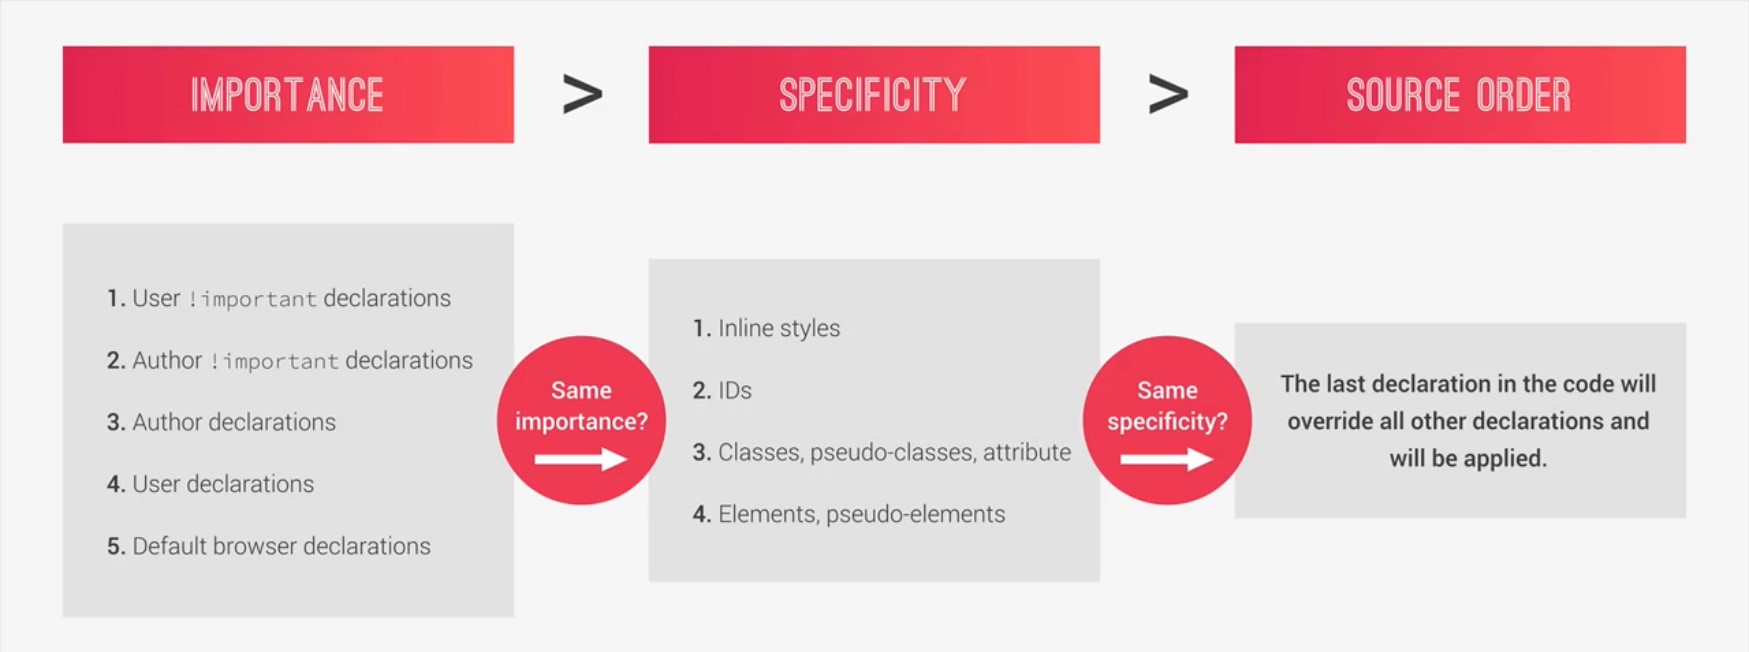 IMPORTANCE
>
SPECIFICITY
>
SOURCE ORDER
1. User !important declarations
2. Author !important declarations
3. Author declarations
4. User declarations
5. Default browser declarations
Same
importance?
1. Inline styles
2. IDs
3. Classes, pseudo-classes, attribute
4. Elements, pseudo-elements
Same
specificity?
The last declaration in the code will
override all other declarations and
will be applied.